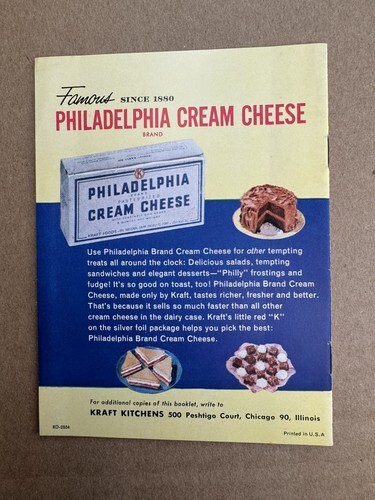 Famous SINCE 1880
PHILADELPHIA CREAM CHEESE
BRAND
K
PHILADELPHIA
BRAND
CREAM CHEESE
KRAFT FOODS
Use Philadelphia Brand Cream Cheese for other tempting
treats all around the clock: Delicious salads, tempting
sandwiches and elegant desserts—"Philly" frostings and
fudge! It's so good on toast, too! Philadelphia Brand Cream
Cheese, made only by Kraft, tastes richer, fresher and better.
That's because it sells so much faster than all other
cream cheese in the dairy case. Kraft's little red "K"
on the silver foil package helps you pick the best:
Philadelphia Brand Cream Cheese.
For additional copies of this booklet, write to
KRAFT KITCHENS 500 Peshtigo Court, Chicago 90, Illinois
Printed in U.S.A